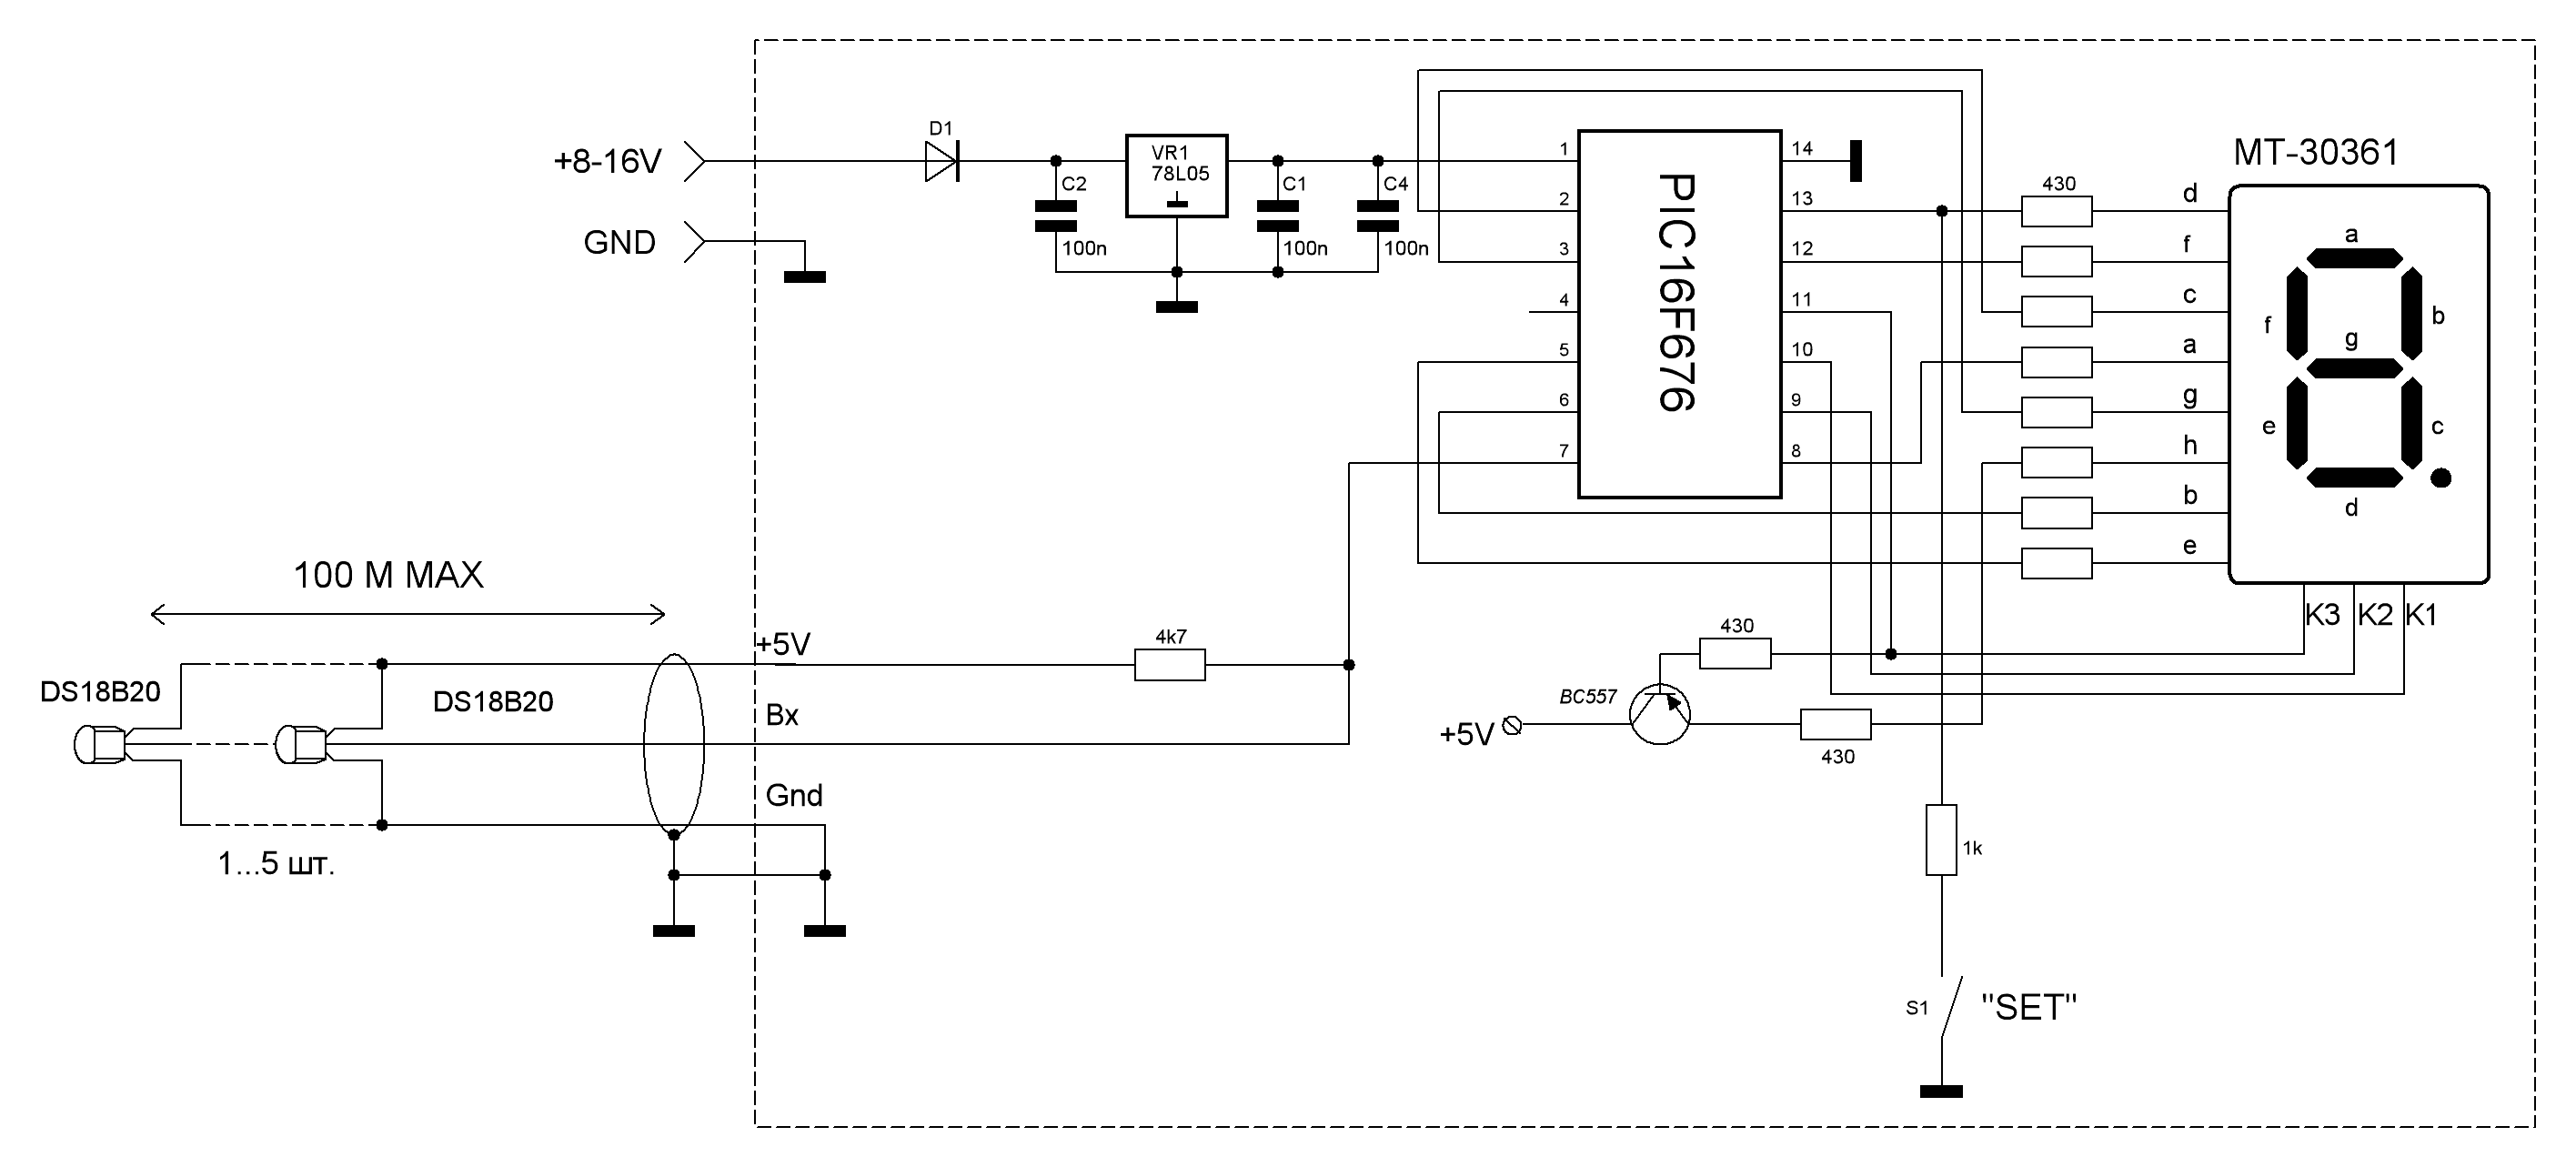 +8-16V
GND
D1
C2
100n
VR1
78L05
C1
100n
C4
100n
1
2
3
4
5
6
7
PIC16F676
14
13
12
11
10
9
8
430
d
f
c
a
g
h
b
e
MT-30361
a
b
c
d
e
f
g
K3
K2
K1
100 M MAX
DS18B20
DS18B20
1...5 шт.
+5V
Bx
Gnd
4k7
430
BC557
+5V
430
1k
S1
"SET"